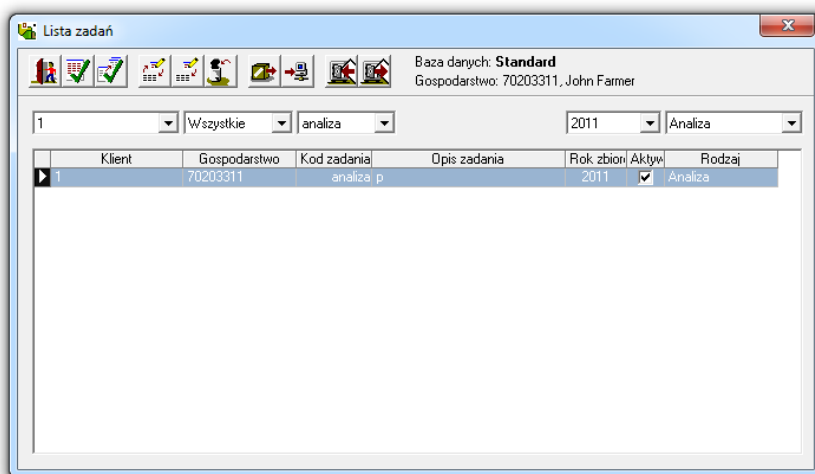 Lista zadań
Baza danych: Standard
Gospodarstwo: 70203311, John Farmer
1 Wszystkie analiza 2011 Analiza
Klient Gospodarstwo Kod zadania Opis zadania Rok zbior Aktyw Rodzaj
1 70203311 analiza p 2011 Analiza